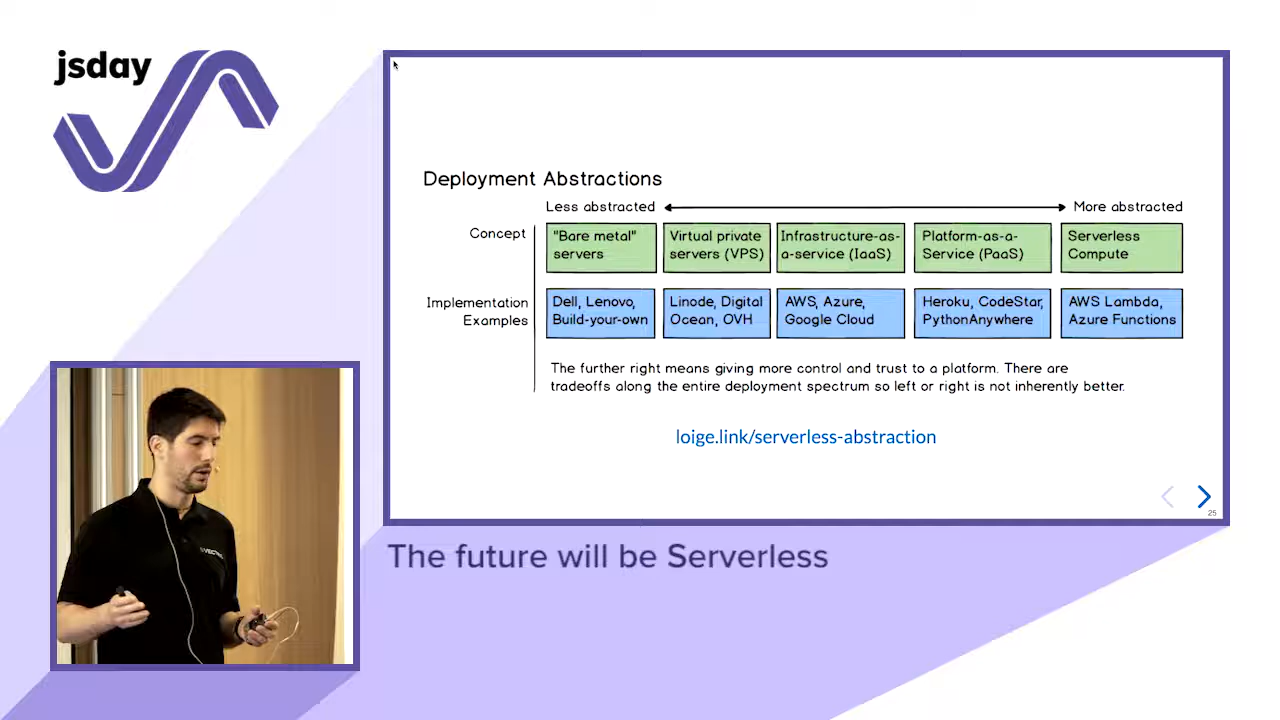 jsday
Deployment Abstractions
Less abstracted
More abstracted
Concept
"Bare metal"
servers
Virtual private
servers (VPS)
Infrastructure-as-
a-service (IaaS)
Platform-as-a-
Service (PaaS)
Serverless
Compute
Implementation
Examples
Dell, Lenovo,
Build-your-own
Linode, Digital
Ocean, OVH
AWS, Azure,
Google Cloud
Heroku, CodeStar,
PythonAnywhere
AWS Lambda,
Azure Functions
The further right means giving more control and trust to a platform. There are
tradeoffs along the entire deployment spectrum so left or right is not inherently better.
loige.link/serverless-abstraction
25
The future will be Serverless